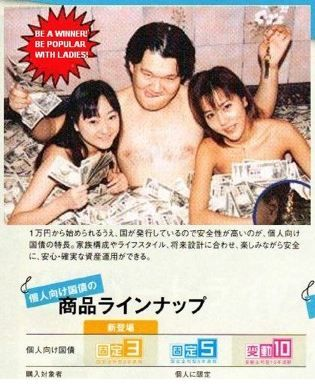 BE A WINNER!
BE POPULAR
WITH LADIES!
1万円から始められるうえ、国が発行しているので安全性が高いのが、個人向け
国債の特長。家族構成やライフスタイル、将来設計に合わせ、楽しみながら安全
に、安心・確実な資産運用ができる。
個人向け国債の
商品ラインナップ
新登場
個人向け国債
固定3
固定5
変動10
購入対象者
個人に限定